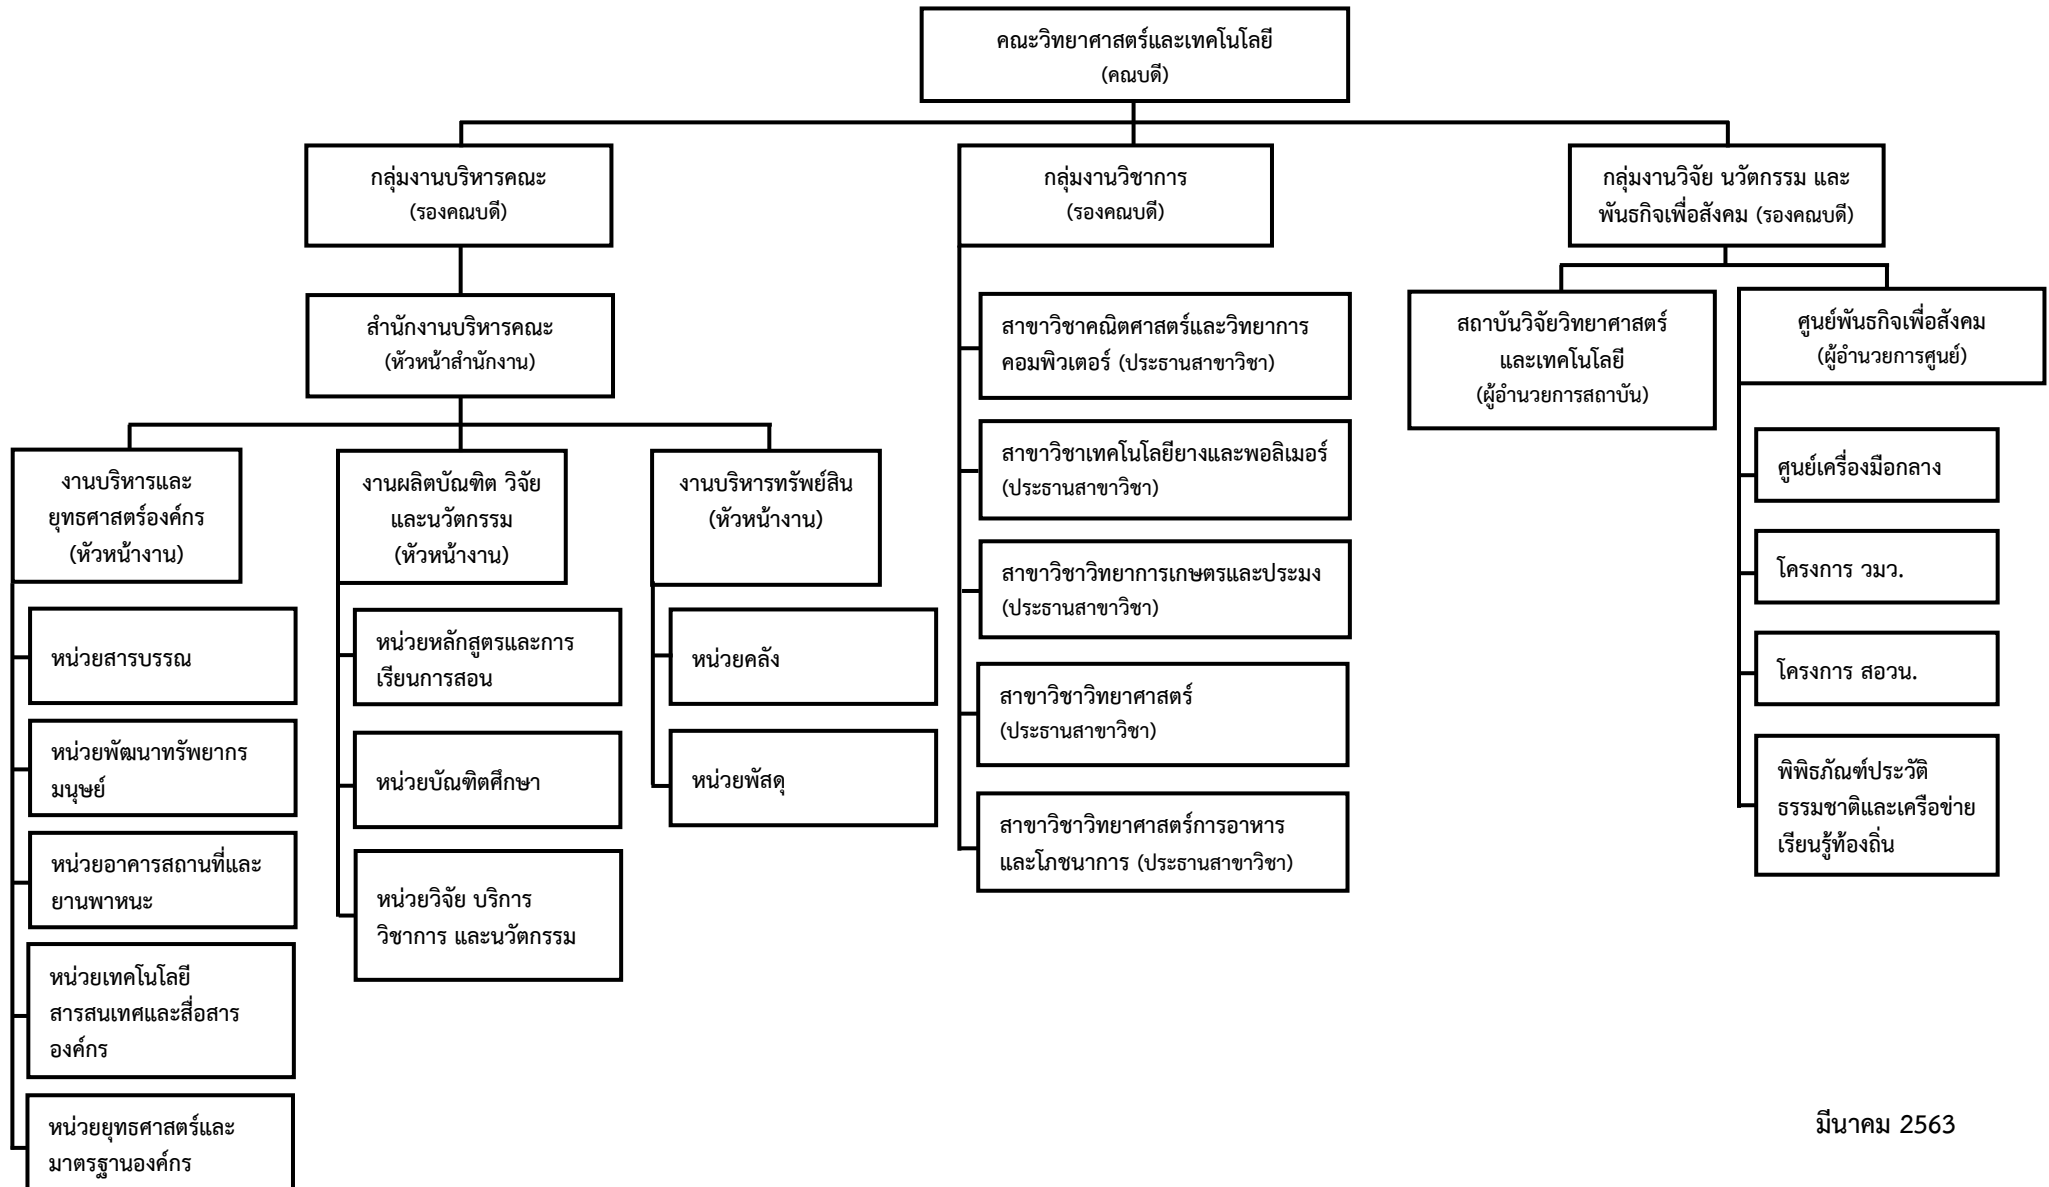 คณะวิทยาศาสตร์และเทคโนโลยี
(คณบดี)
กลุ่มงานบริหารคณะ
(รองคณบดี)
กลุ่มงานวิชาการ
(รองคณบดี)
กลุ่มงานวิจัย นวัตกรรม และ
พันธกิจเพื่อสังคม (รองคณบดี)
สำนักงานบริหารคณะ
(หัวหน้าสำนักงาน)
งานบริหารและ
ยุทธศาสตร์องค์กร
(หัวหน้างาน)
หน่วยสารบรรณ
หน่วยพัฒนาทรัพยากร
มนุษย์
หน่วยอาคารสถานที่และ
ยานพาหนะ
หน่วยเทคโนโลยี
สารสนเทศและสื่อสาร
องค์กร
หน่วยยุทธศาสตร์และ
มาตรฐานองค์กร
งานผลิตบัณฑิต วิจัย
และนวัตกรรม
(หัวหน้างาน)
หน่วยหลักสูตรและการ
เรียนการสอน
หน่วยบัณฑิตศึกษา
หน่วยวิจัย บริการ
วิชาการ และนวัตกรรม
งานบริหารทรัพย์สิน
(หัวหน้างาน)
หน่วยคลัง
หน่วยพัสดุ
สาขาวิชาคณิตศาสตร์และวิทยาการ
คอมพิวเตอร์ (ประธานสาขาวิชา)
สาขาวิชาเทคโนโลยียางและพอลิเมอร์
(ประธานสาขาวิชา)
สาขาวิชาวิทยาการเกษตรและประมง
(ประธานสาขาวิชา)
สาขาวิชาวิทยาศาสตร์
(ประธานสาขาวิชา)
สาขาวิชาวิทยาศาสตร์การอาหาร
และโภชนาการ (ประธานสาขาวิชา)
สถาบันวิจัยวิทยาศาสตร์
และเทคโนโลยี
(ผู้อำนวยการสถาบัน)
ศูนย์พันธกิจเพื่อสังคม
(ผู้อำนวยการศูนย์)
ศูนย์เครื่องมือกลาง
โครงการ วมว.
โครงการ สอวน.
พิพิธภัณฑ์ประวัติ
ธรรมชาติและเครือข่าย
เรียนรู้ท้องถิ่น
มีนาคม 2563